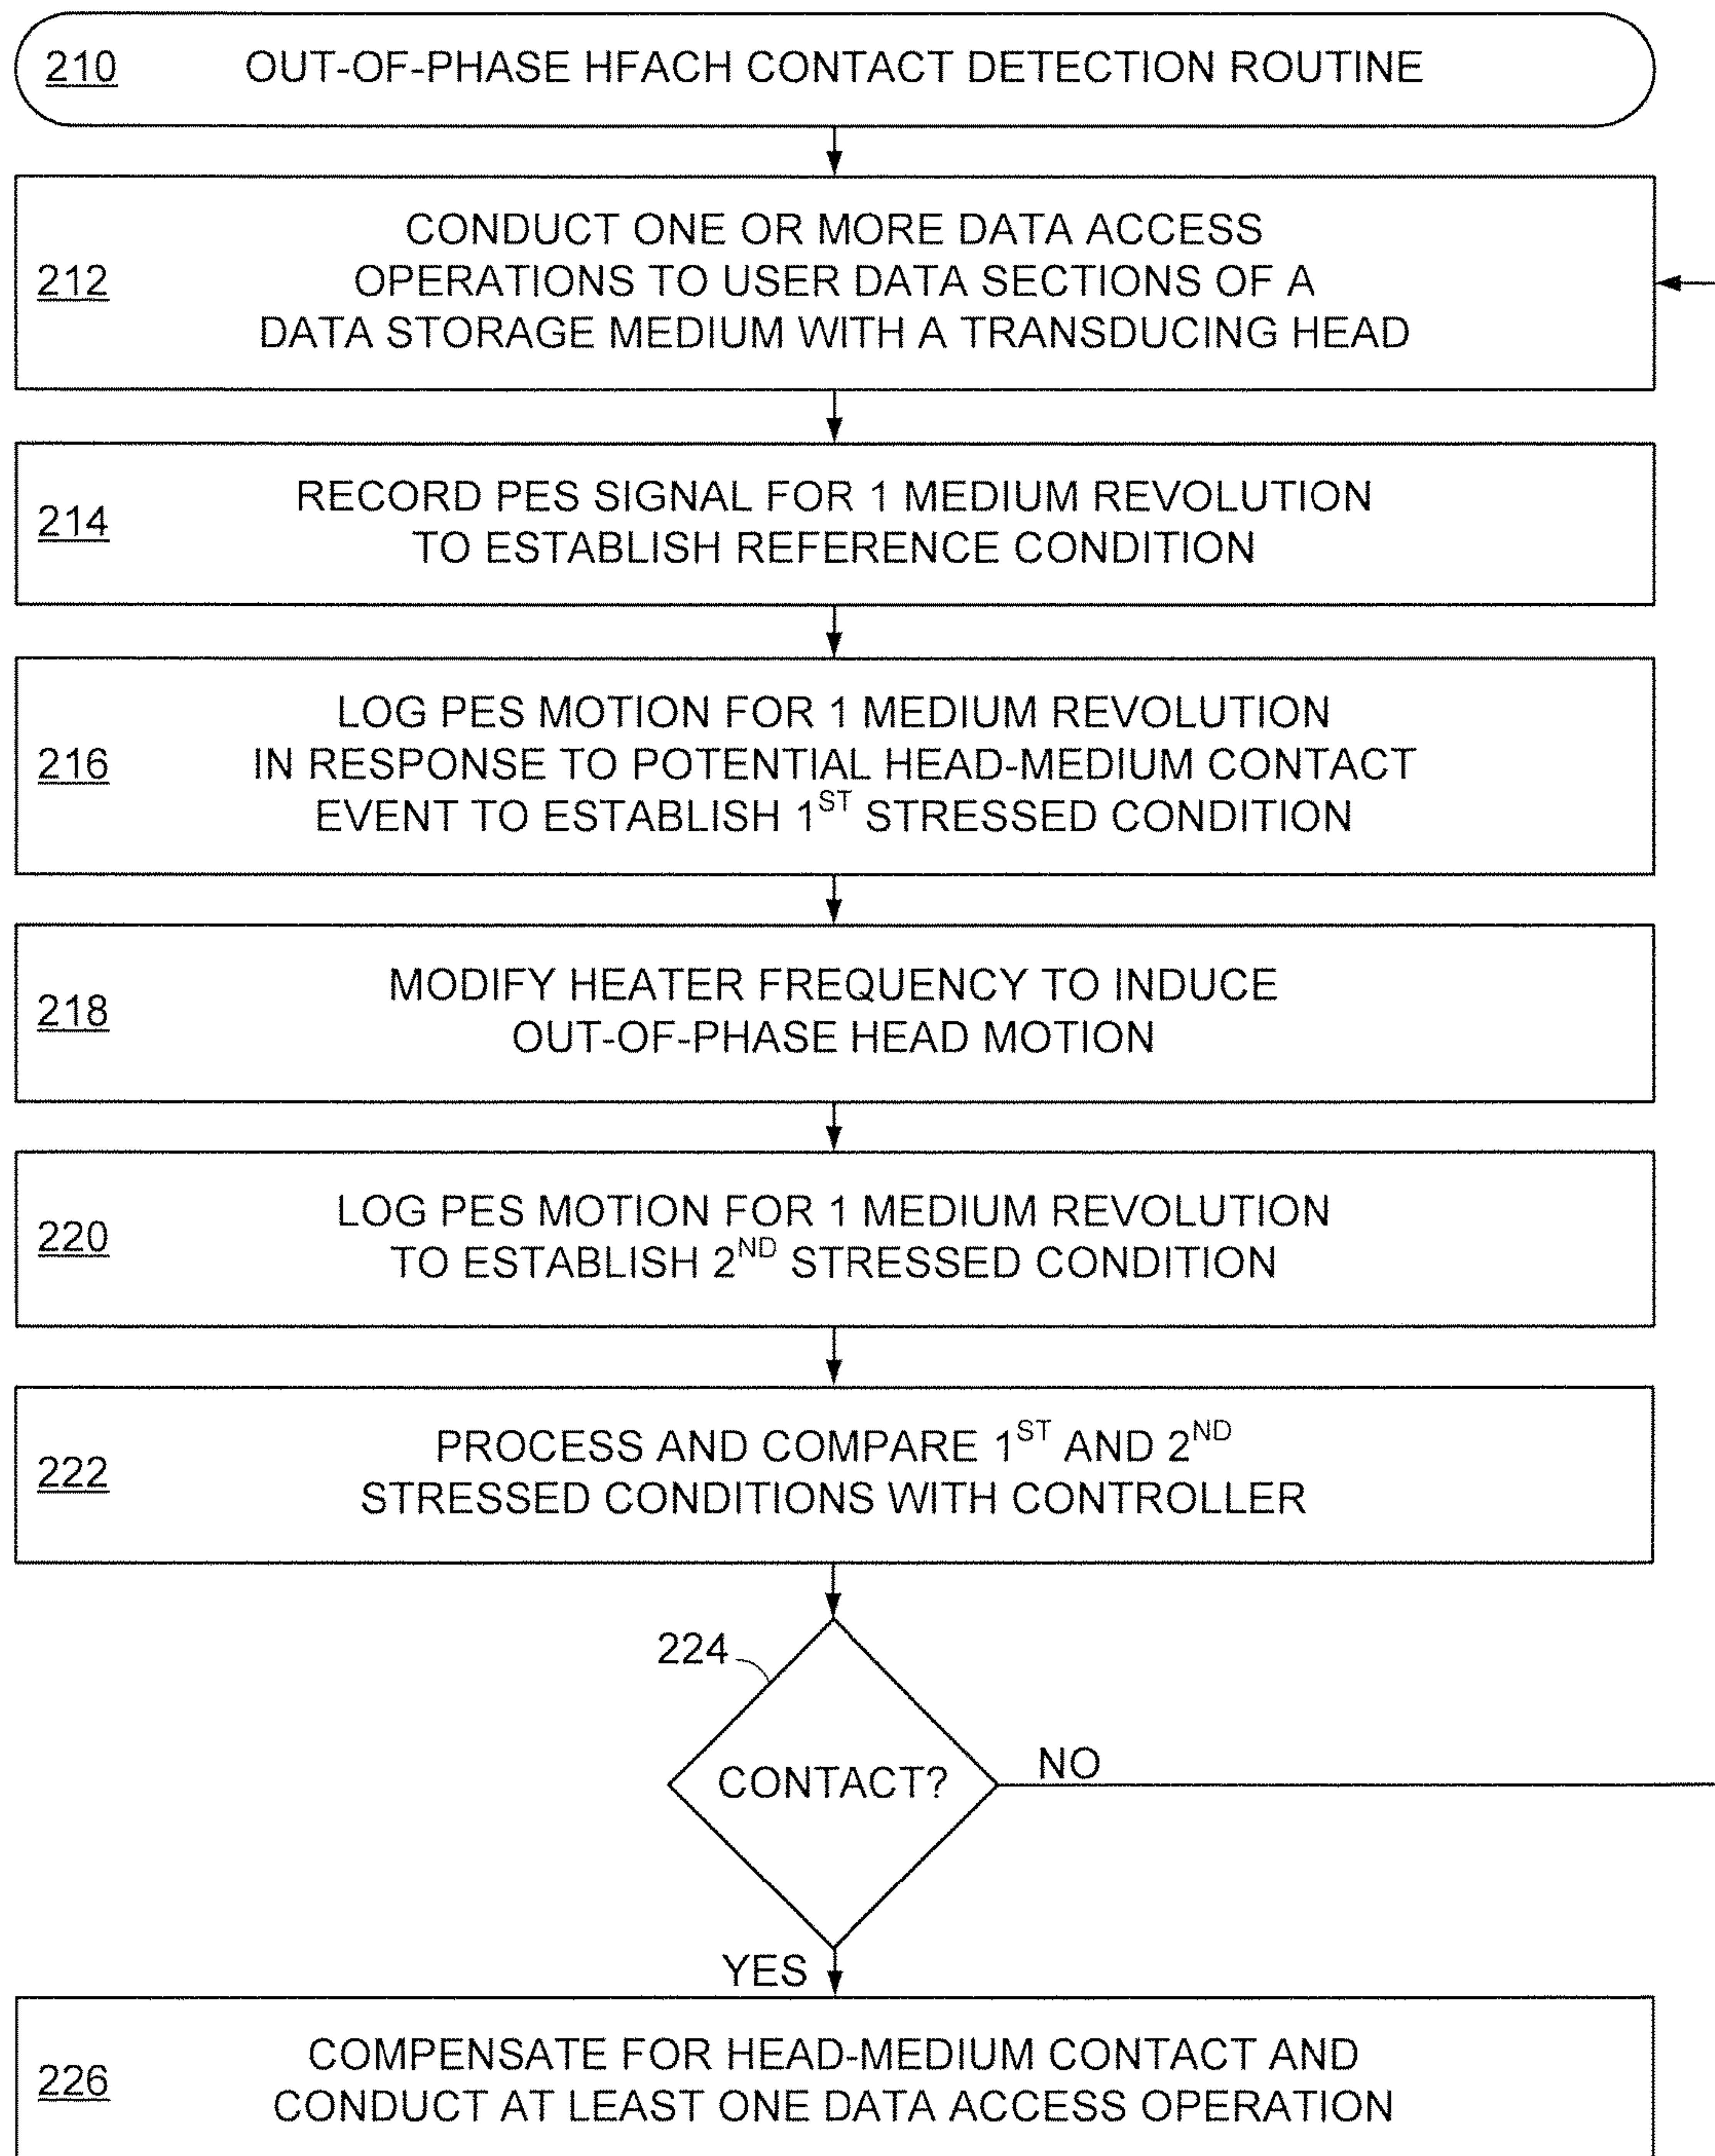 210 OUT-OF-PHASE HFACH CONTACT DETECTION ROUTINE
CONDUCT ONE OR MORE DATA ACCESS
212 OPERATIONS TO USER DATA SECTIONS OF A
DATA STORAGE MEDIUM WITH A TRANSDUCING HEAD
RECORD PES SIGNAL FOR 1 MEDIUM REVOLUTION
214
TO ESTABLISH REFERENCE CONDITION
LOG PES MOTION FOR 1 MEDIUM REVOLUTION
216 IN RESPONSE TO POTENTIAL HEAD-MEDIUM CONTACT
EVENT TO ESTABLISH 1ST STRESSED CONDITION
MODIFY HEATER FREQUENCY TO INDUCE
218
OUT-OF-PHASE HEAD MOTION
LOG PES MOTION FOR 1 MEDIUM REVOLUTION
220
TO ESTABLISH 2ND STRESSED CONDITION
PROCESS AND COMPARE 1ST AND 2ND
222
STRESSED CONDITIONS WITH CONTROLLER
224
CONTACT?
NO
YES
COMPENSATE FOR HEAD-MEDIUM CONTACT AND
226
CONDUCT AT LEAST ONE DATA ACCESS OPERATION